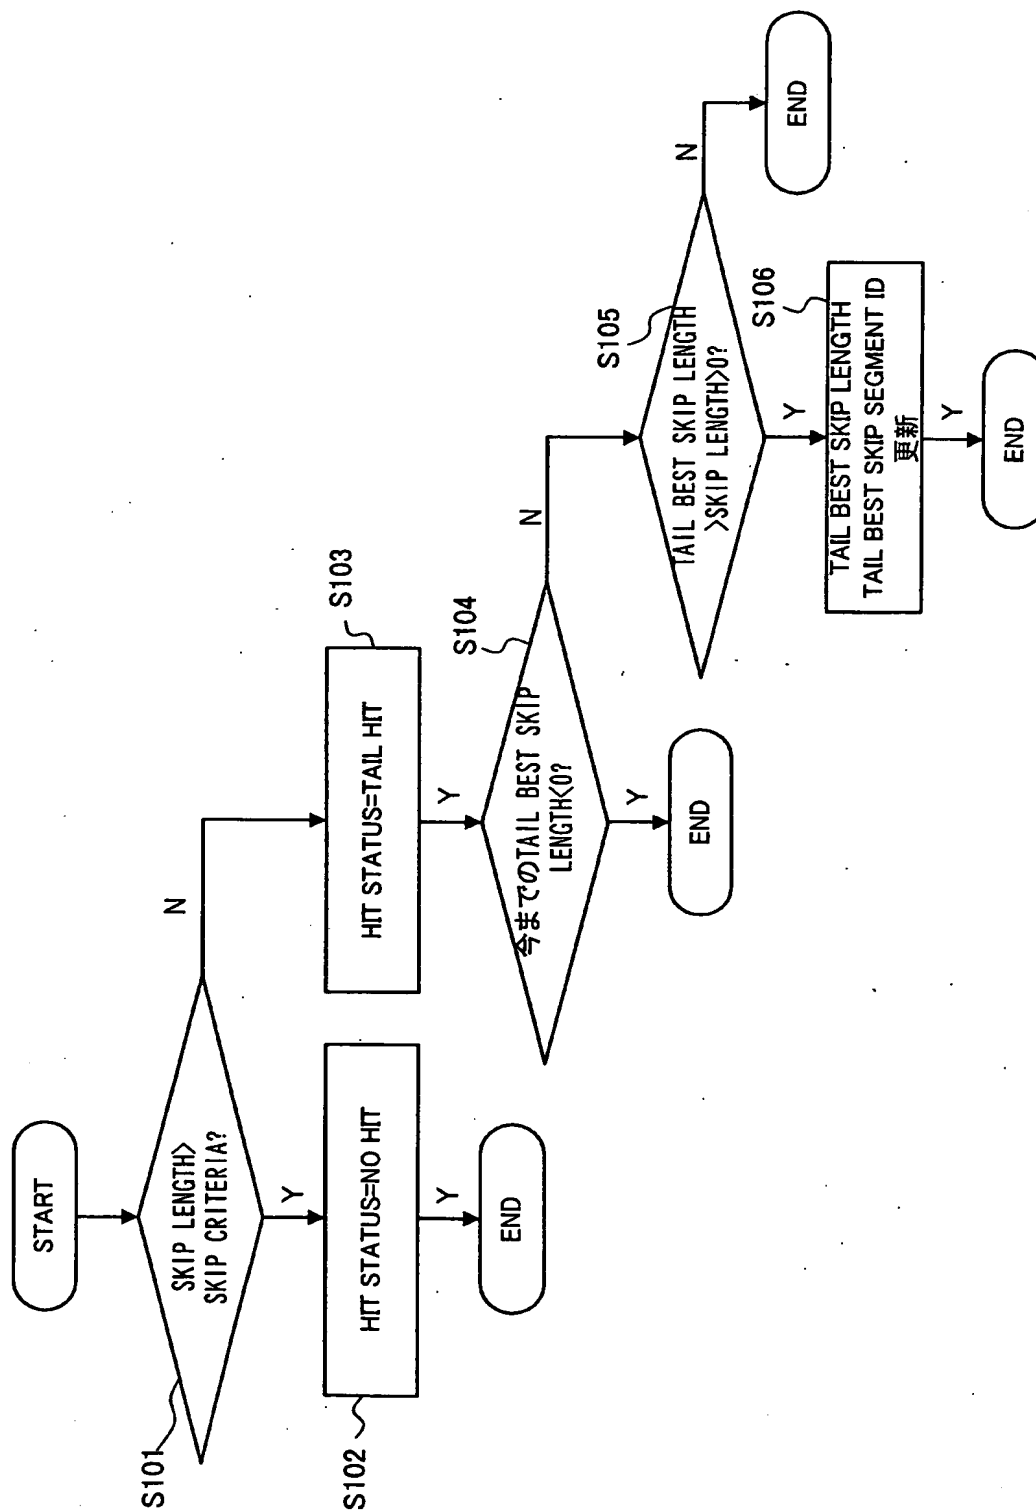 START
S101
SKIP LENGTH>
SKIP CRITERIA?
N
Y
S102
HIT STATUS=NO HIT
Y
END
S103
HIT STATUS=TAIL HIT
Y
S104
今までのTAIL BEST SKIP
LENGTH<0?
N
Y
END
S105
TAIL BEST SKIP LENGTH
>SKIP LENGTH>0?
N
END
Y
S106
TAIL BEST SKIP LENGTH
TAIL BEST SKIP SEGMENT ID
更新
Y
END